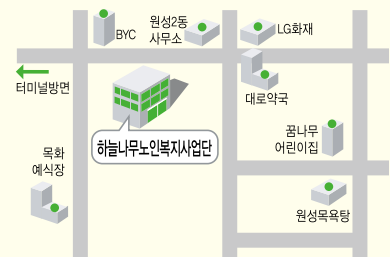 원성2동
사무소
BYC
LG화재
터미널방면
대로약국
하늘나무노인복지사업단
꿈나무
어린이집
목화
예식장
원성목욕탕